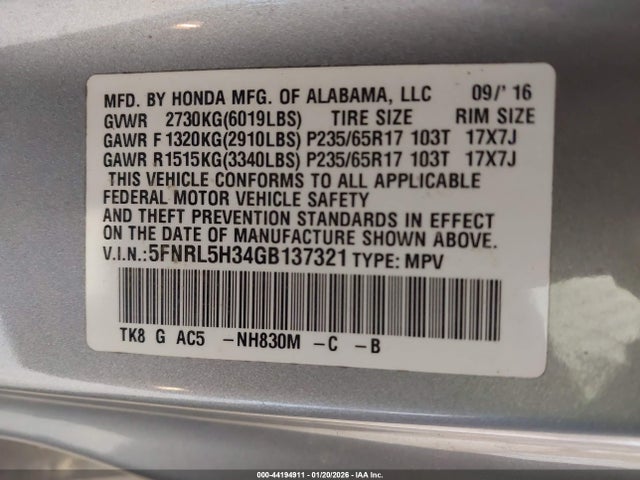 MFD. BY HONDA MFG. OF ALABAMA, LLC 09/' 16
GVWR 2730KG(6019LBS) TIRE SIZE RIM SIZE
GAWR F 1320KG(2910LBS) P235/65R17 103T 17X7J
GAWR R 1515KG(3340LBS) P235/65R17 103T 17X7J
THIS VEHICLE CONFORMS TO ALL APPLICABLE
FEDERAL MOTOR VEHICLE SAFETY
AND THEFT PREVENTION STANDARDS IN EFFECT
ON THE DATE OF MANUFACTURE SHOWN ABOVE.
V.I.N.:5FNRL5H34GB137321 TYPE: MPV
TK8 G AC5 -NH830M -C -B
000-44194911 - 01/20/2026 - IAA Inc.